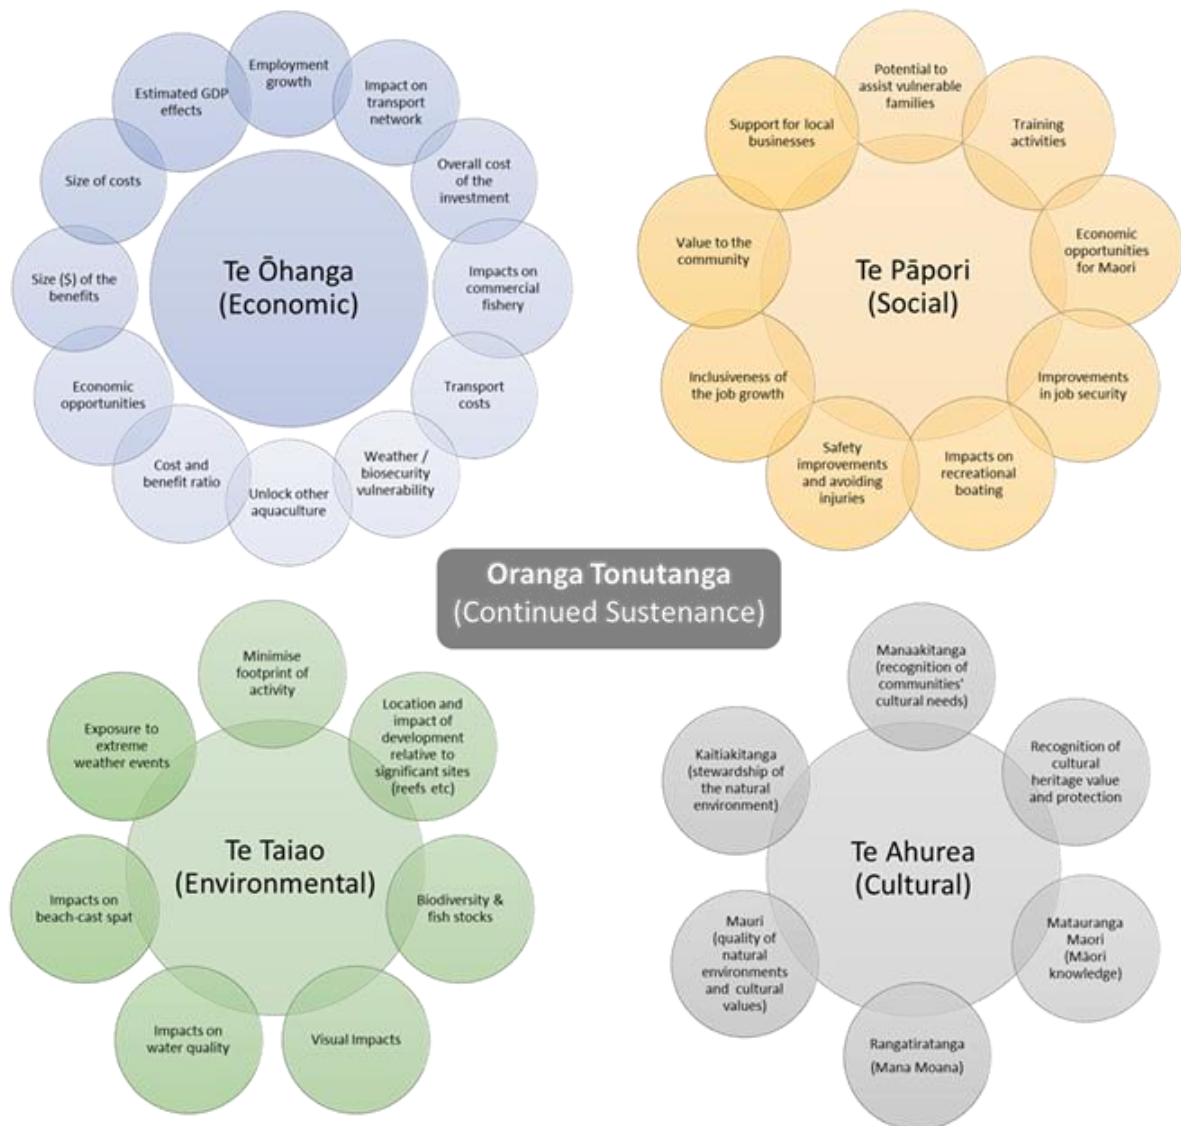 Te Ōhanga
(Economic)
Employment
growth
Impact on
transport
network
Overall cost
of the
investment
Impacts on
commercial
fishery
Transport
costs
Weather /
biosecurity
vulnerability
Unlock other
aquaculture
Cost and
benefit ratio
Economic
opportunities
Size ($) of the
benefits
Size of costs
Estimated GDP
effects
Te Pāpori
(Social)
Potential to
assist vulnerable
families
Training
activities
Economic
opportunities
for Maori
Improvements
in job security
Impacts on
recreational
boating
Safety
improvements
and avoiding
injuries
Inclusiveness of
the job growth
Value to the
community
Support for local
businesses
Oranga Tonutanga
(Continued Sustenance)
Te Taiao
(Environmental)
Minimise
footprint of
activity
Location and
impact of
development
relative to
significant sites
(reefs etc)
Biodiversity &
fish stocks
Visual Impacts
Impacts on
water quality
Impacts on
beach-cast spat
Exposure to
extreme
weather events
Te Ahurea
(Cultural)
Manaakitanga
(recognition of
communities'
cultural needs)
Recognition of
cultural
heritage value
and protection
Matauranga
Maori
(Māori
knowledge)
Rangatiratanga
(Mana Moana)
Mauri
(quality of
natural
environments
and cultural
values)
Kaitiakitanga
(stewardship of
the natural
environment)